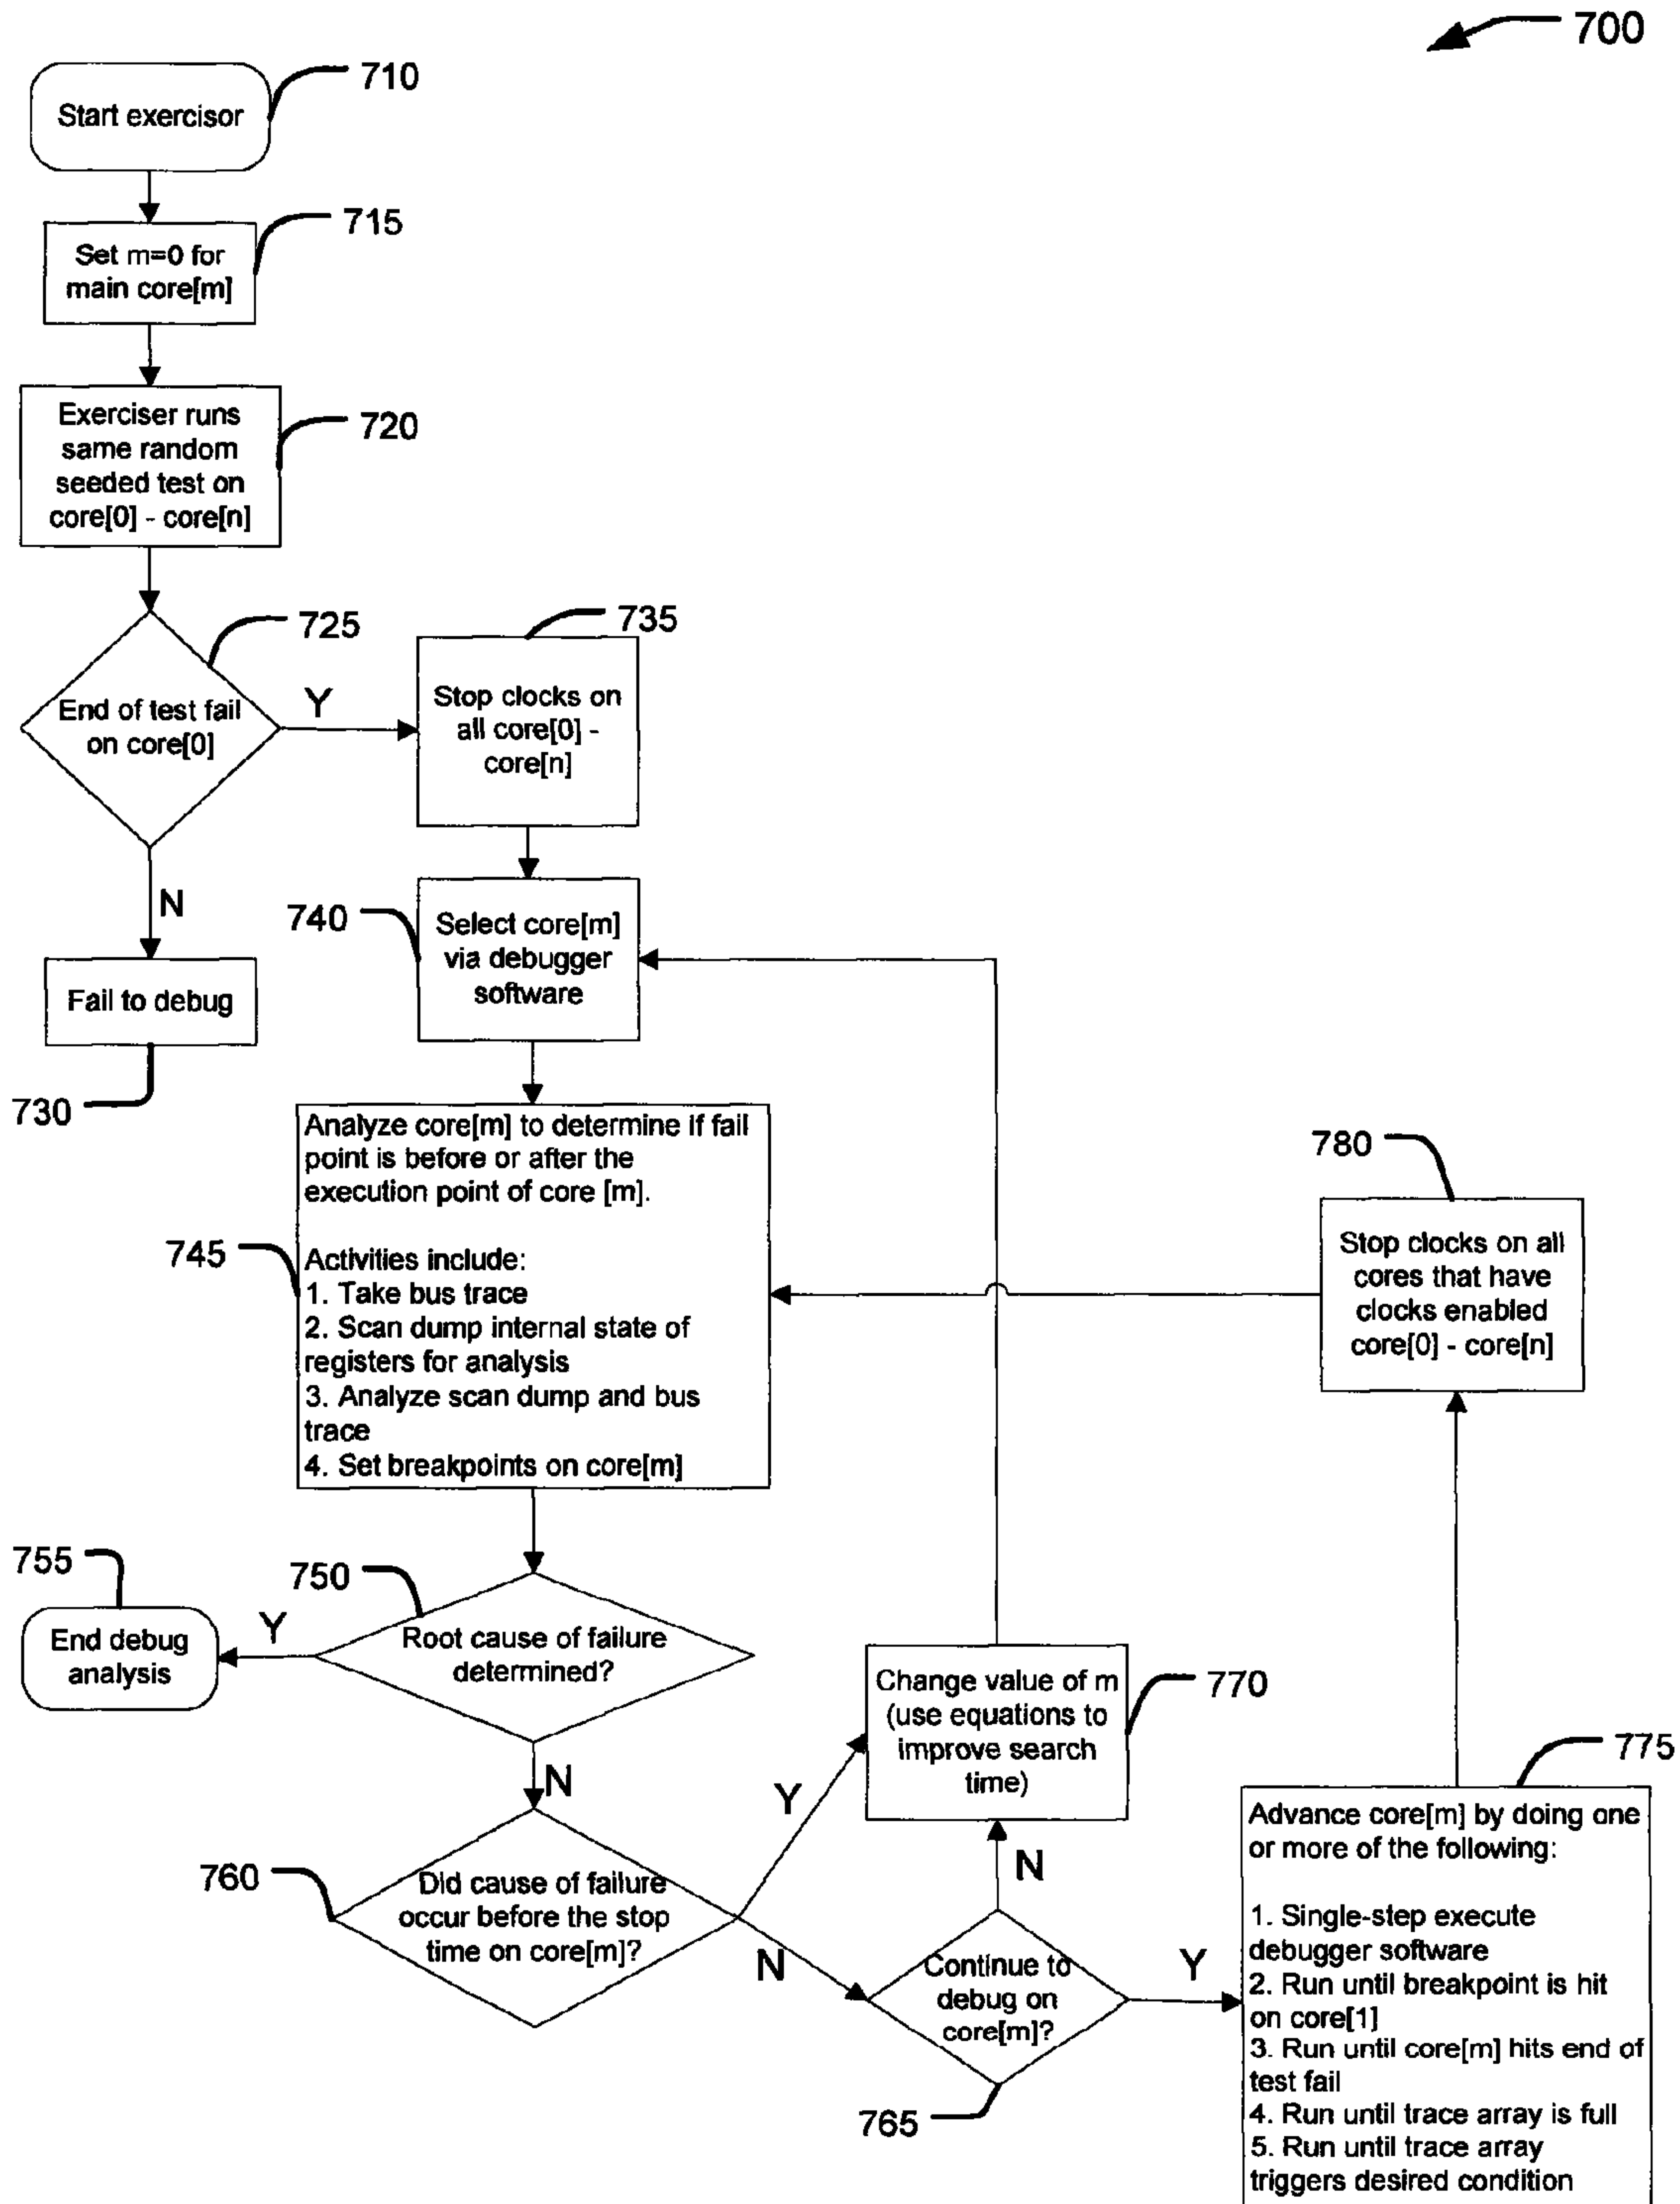 700
710
Start exercisor
715
Set m=0 for
main core[m]
720
Exerciser runs
same random
seeded test on
core[0] - core[n]
725
End of test fail
on core[0]
Y
N
735
Stop clocks on
all core[0] -
core[n]
Fail to debug
730
740
Select core[m]
via debugger
software
745
Analyze core[m] to determine if fail
point is before or after the
execution point of core [m].
Activities include:
1. Take bus trace
2. Scan dump internal state of
registers for analysis
3. Analyze scan dump and bus
trace
4. Set breakpoints on core[m]
780
Stop clocks on all
cores that have
clocks enabled
core[0] - core[n]
755
End debug
analysis
Y
750
Root cause of failure
determined?
N
760
Did cause of failure
occur before the stop
time on core[m]?
Y
N
770
Change value of m
(use equations to
improve search
time)
N
Continue to
debug on
core[m]?
765
Y
775
Advance core[m] by doing one
or more of the following:
1. Single-step execute
debugger software
2. Run until breakpoint is hit
on core[1]
3. Run until core[m] hits end of
test fail
4. Run until trace array is full
5. Run until trace array
triggers desired condition